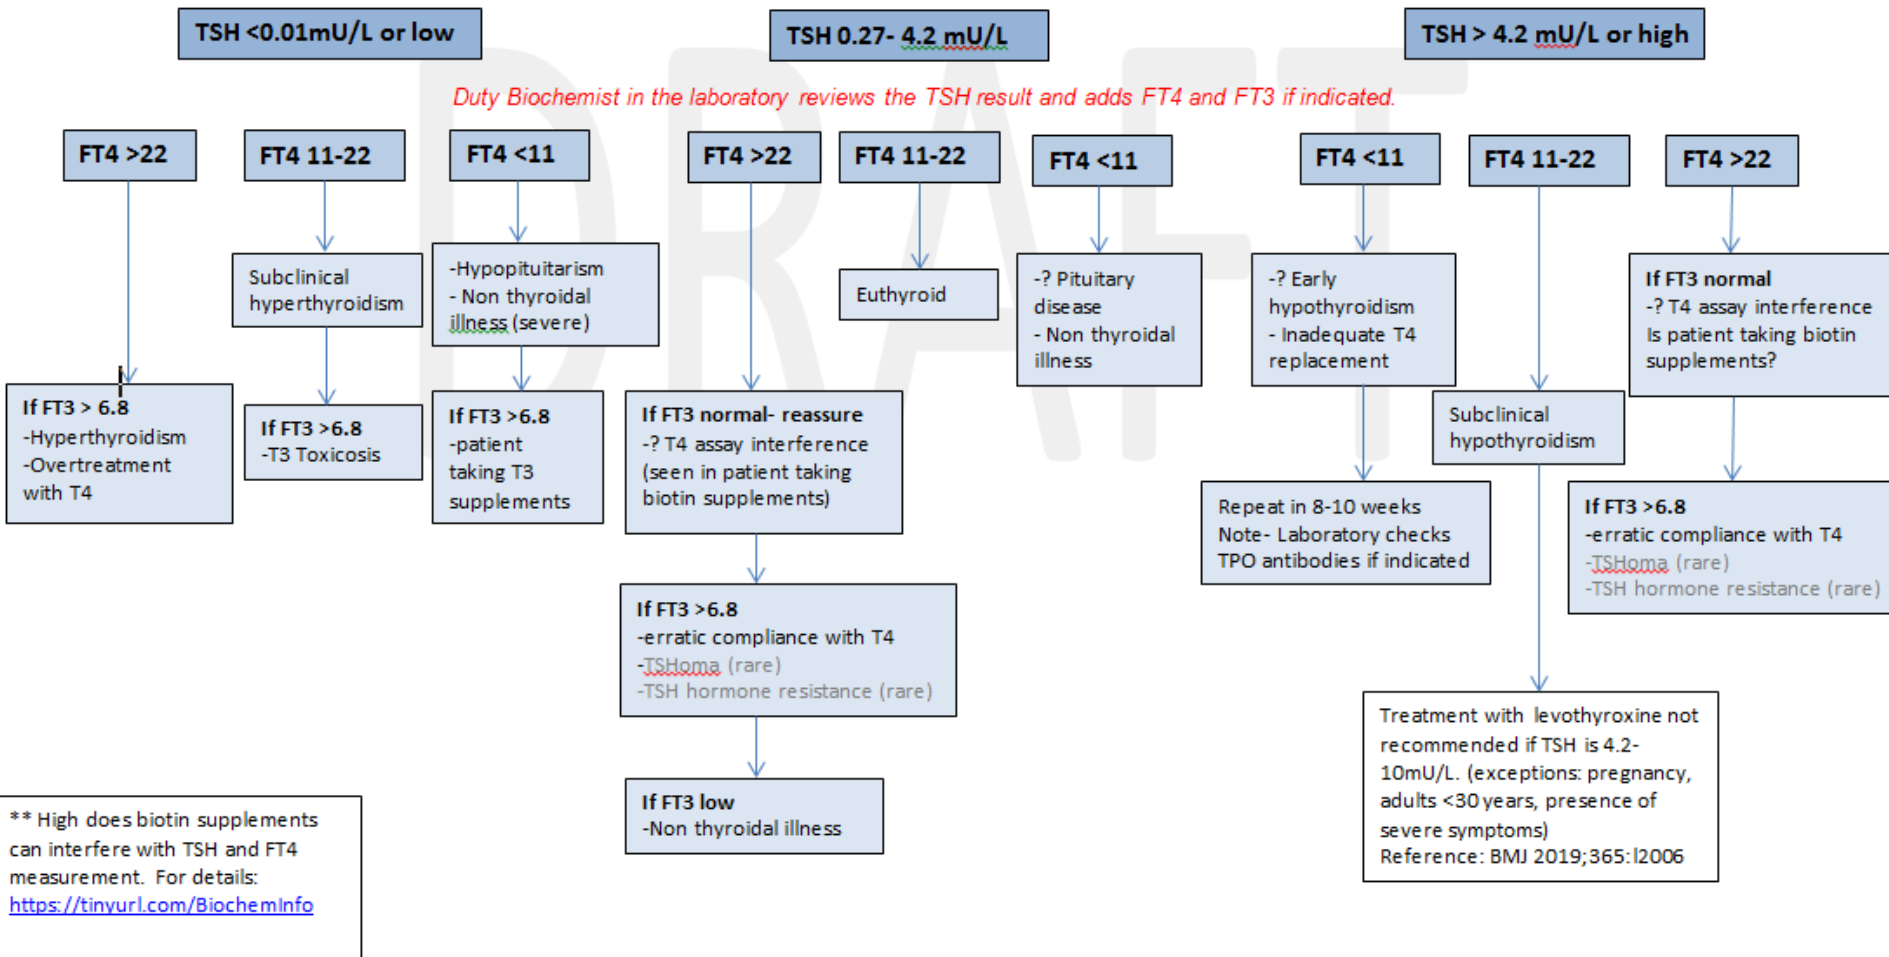 TSH <0.01mU/L or low
TSH 0.27- 4.2 mU/L
TSH > 4.2 mU/L or high
Duty Biochemist in the laboratory reviews the TSH result and adds FT4 and FT3 if indicated.
FT4 >22
FT4 11-22
FT4 <11
FT4 >22
FT4 11-22
FT4 <11
FT4 <11
FT4 11-22
FT4 >22
Subclinical
hyperthyroidism
-Hypopituitarism
- Non thyroidal
illness (severe)
Euthyroid
-? Pituitary
disease
- Non thyroidal
illness
-? Early
hypothyroidism
- Inadequate T4
replacement
If FT3 normal
-? T4 assay interference
Is patient taking biotin
supplements?
If FT3 > 6.8
-Hyperthyroidism
-Overtreatment
with T4
If FT3 >6.8
-T3 Toxicosis
If FT3 >6.8
-patient
taking T3
supplements
If FT3 normal- reassure
-? T4 assay interference
(seen in patient taking
biotin supplements)
Subclinical
hypothyroidism
Repeat in 8-10 weeks
Note- Laboratory checks
TPO antibodies if indicated
If FT3 >6.8
-erratic compliance with T4
-TSHoma (rare)
-TSH hormone resistance (rare)
If FT3 >6.8
-erratic compliance with T4
-TSHoma (rare)
-TSH hormone resistance (rare)
If FT3 low
-Non thyroidal illness
Treatment with levothyroxine not
recommended if TSH is 4.2-
10mU/L. (exceptions: pregnancy,
adults <30 years, presence of
severe symptoms)
Reference: BMJ 2019;365:l2006
** High does biotin supplements
can interfere with TSH and FT4
measurement. For details:
https://tinyurl.com/BiochemInfo
DRAFT